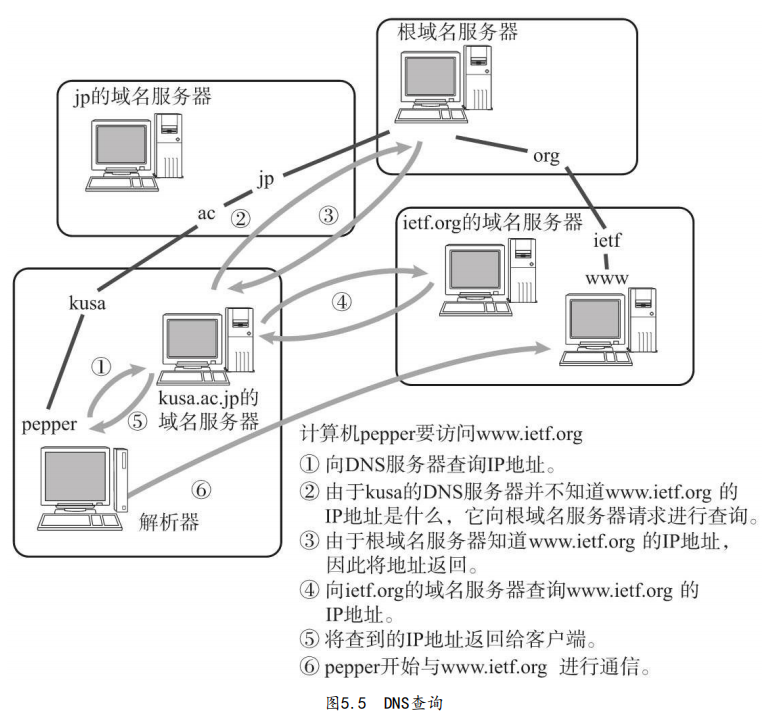 根域名服务器
jp的域名服务器
org
jp
ac
②
③
ietf.org的域名服务器
ietf
www
kusa
④
①
kusa.ac.jp的
域名服务器
⑤
pepper
⑥
解析器
计算机pepper要访问www.ietf.org
① 向DNS服务器查询IP地址。
② 由于kusa的DNS服务器并不知道www.ietf.org 的
IP地址是什么，它向根域名服务器请求进行查询。
③ 由于根域名服务器知道www.ietf.org 的IP地址，
因此将地址返回。
④ 向ietf.org的域名服务器查询www.ietf.org 的
IP地址。
⑤ 将查到的IP地址返回给客户端。
⑥ pepper开始与www.ietf.org 进行通信。
图5.5 DNS查询